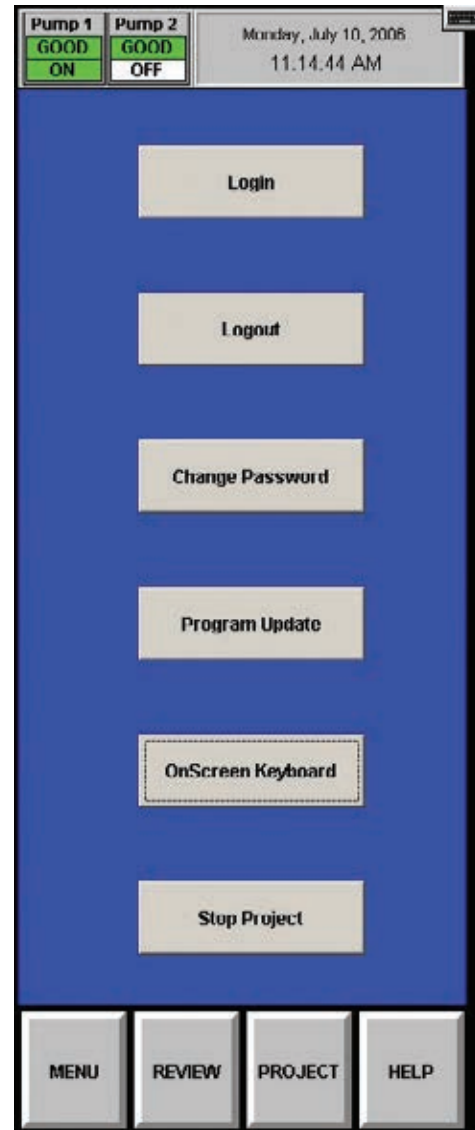 Pump 1 Pump 2
GOOD GOOD
ON OFF
Monday, July 10, 2006
11.14.44 AM
Login
Logout
Change Password
Program Update
OnScreen Keyboard
Stop Project
MENU REVIEW PROJECT HELP